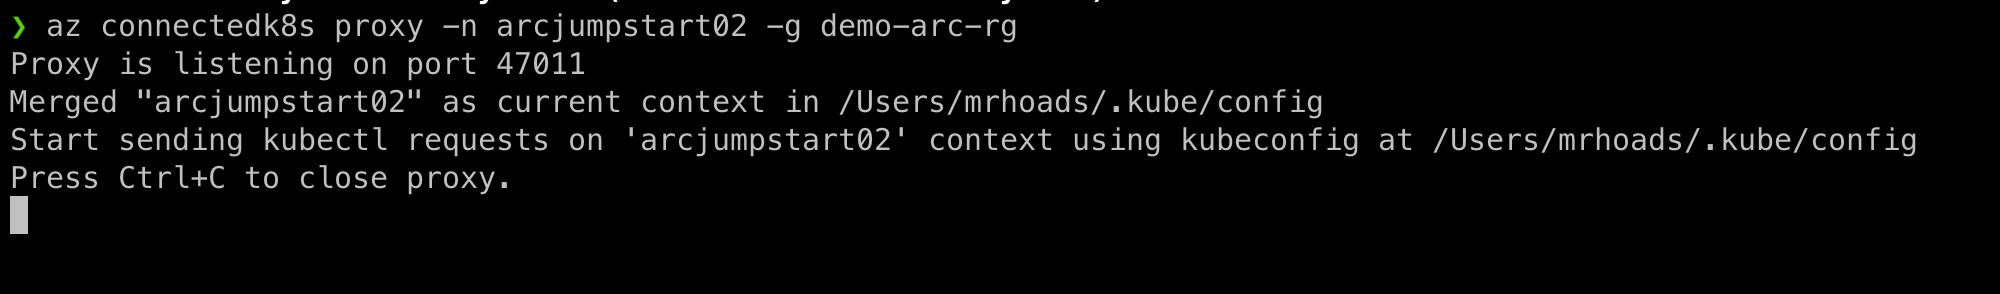 ❯ az connectedk8s proxy -n arcjumpstart02 -g demo-arc-rg
Proxy is listening on port 47011
Merged "arcjumpstart02" as current context in /Users/mrhoads/.kube/config
Start sending kubectl requests on 'arcjumpstart02' context using kubeconfig at /Users/mrhoads/.kube/config
Press Ctrl+C to close proxy.